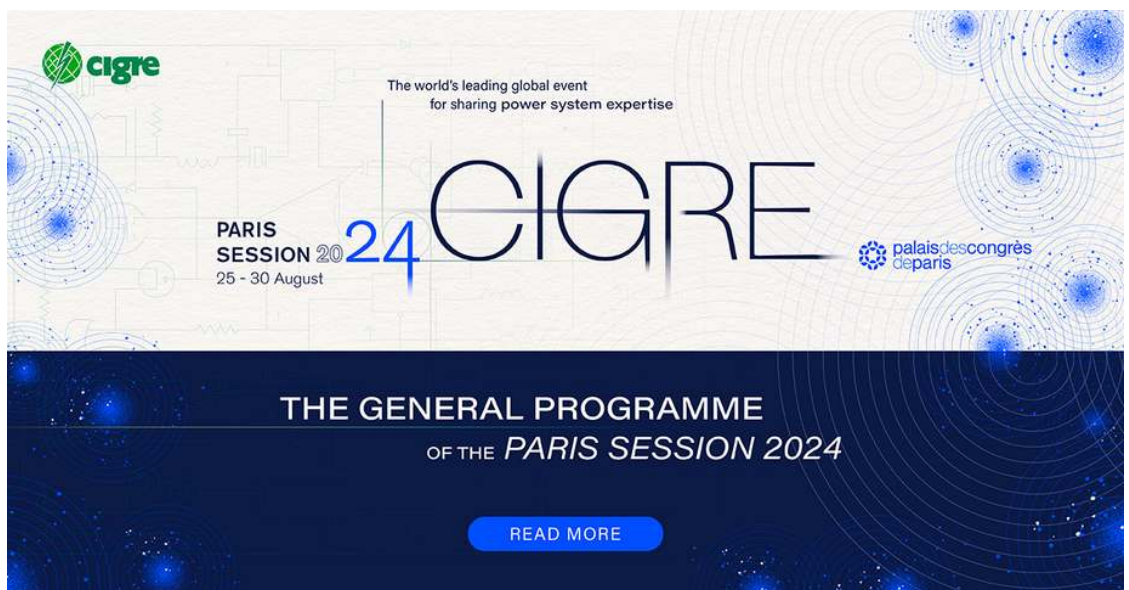 cigre
The world's leading global event
for sharing power system expertise
CIGRE
PARIS
SESSION 2024
25 - 30 August
palaisdescongrès
deparis
THE GENERAL PROGRAMME
OF THE PARIS SESSION 2024
READ MORE